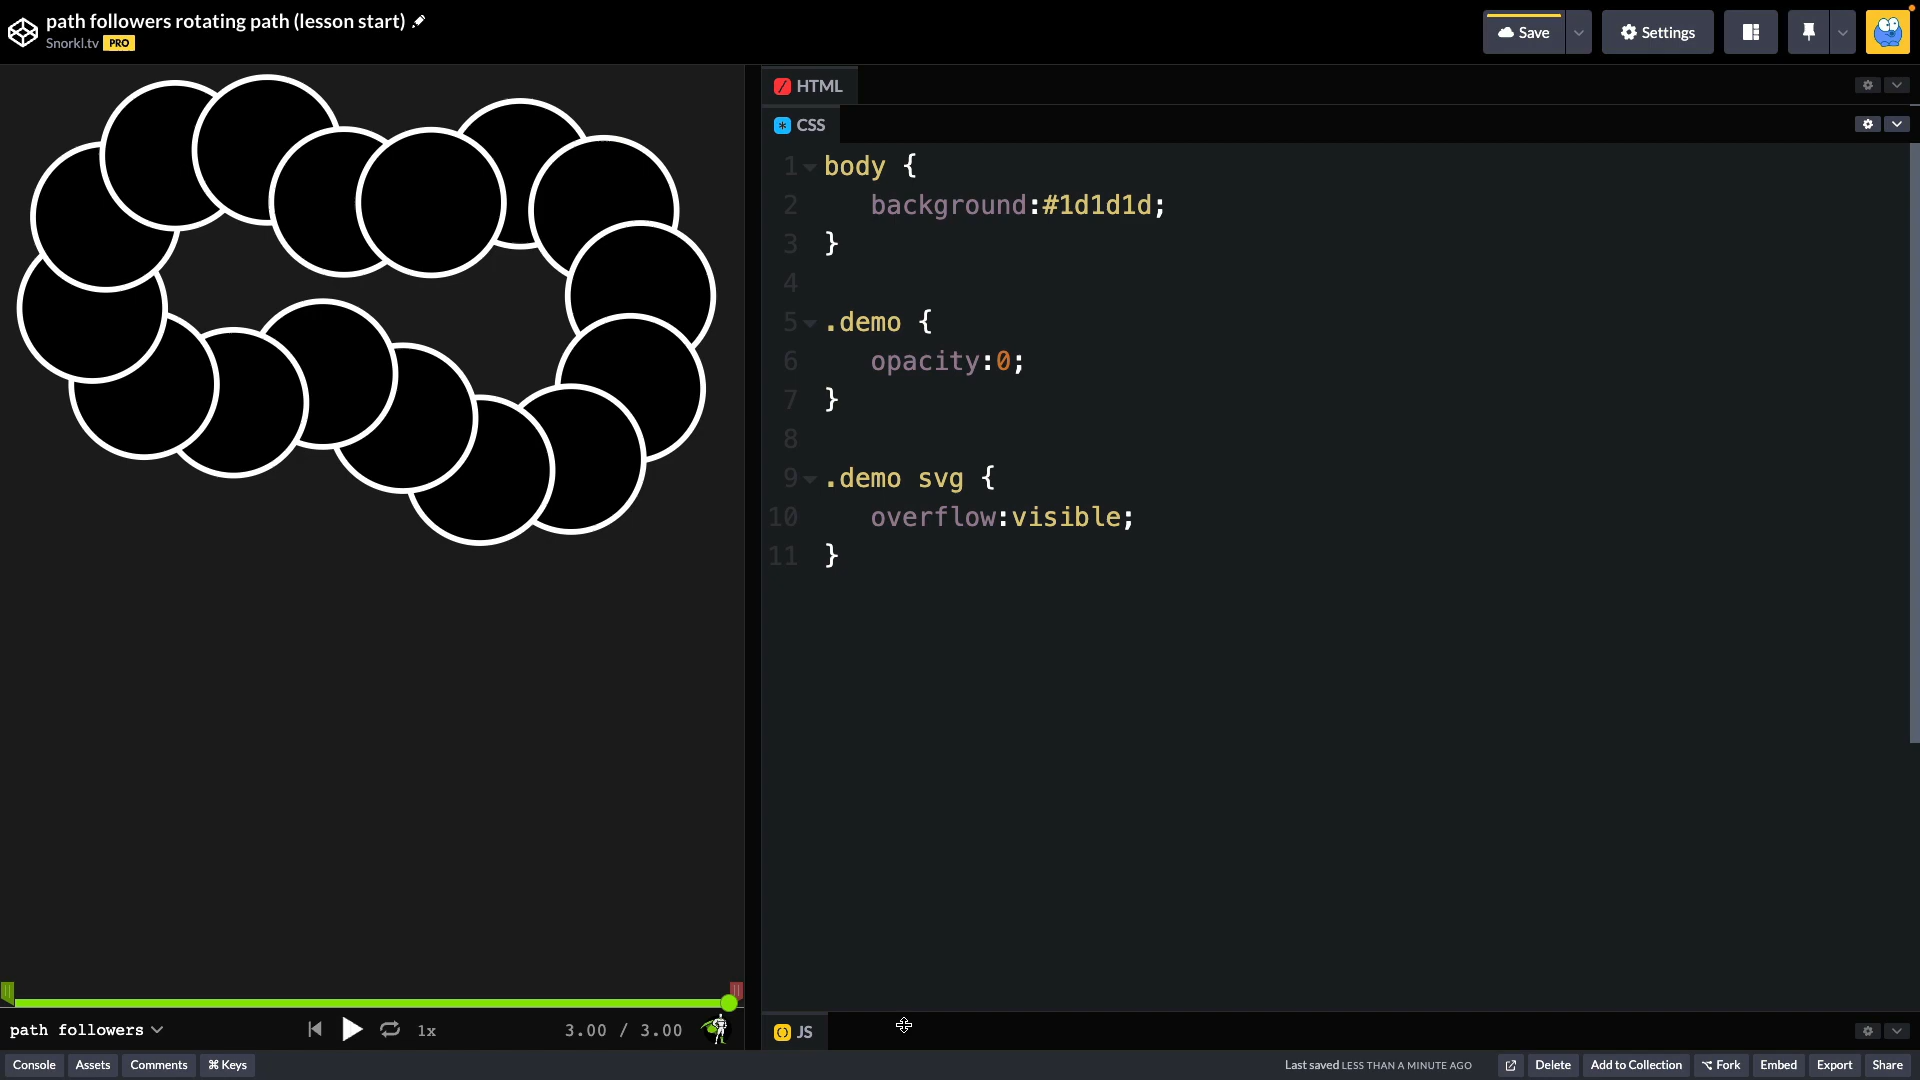 path followers rotating path (lesson start)
Snorkl.tv PRO
Save
Settings
HTML
CSS
1 body {
2 background:#1d1d1d;
3 }
4
5 .demo {
6 opacity:0;
7 }
8
9 .demo svg {
10 overflow:visible;
11 }
path followers
1x
3.00 / 3.00
JS
Console
Assets
Comments
⌘ Keys
Last saved LESS THAN A MINUTE AGO
Delete
Add to Collection
Fork
Embed
Export
Share